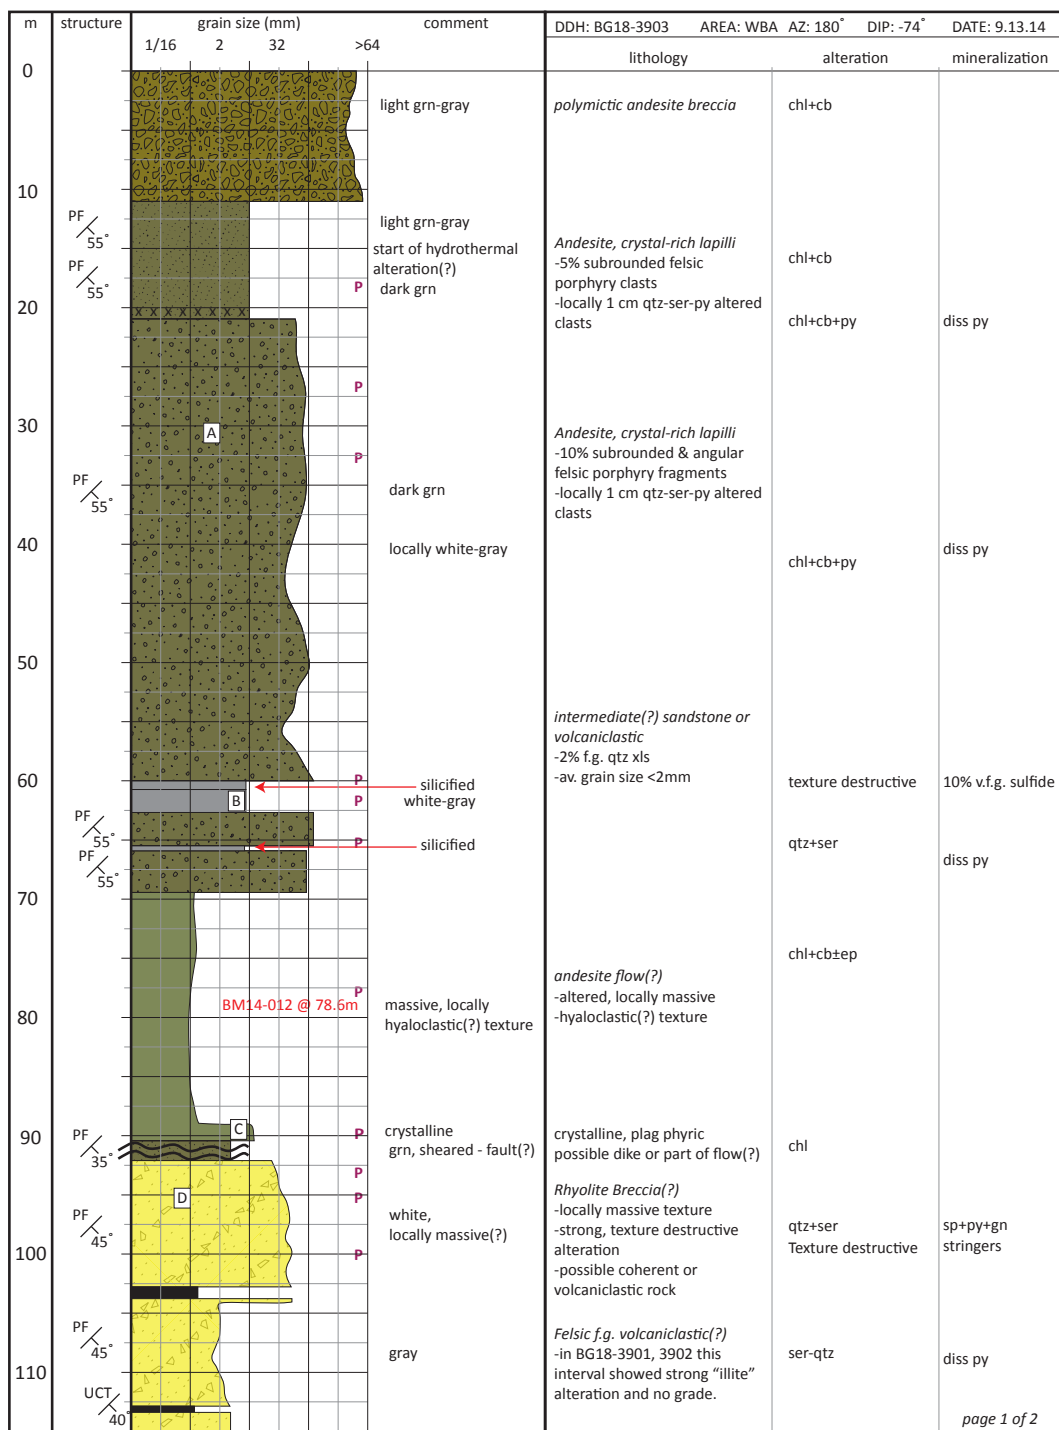 m structure grain size (mm) comment
1/16 2 32 >64
DDH: BG18-3903 AREA: WBA AZ: 180° DIP: -74° DATE: 9.13.14
lithology alteration mineralization
0
light grn-gray polymictic andesite breccia chl+cb
10
PF
55°
light grn-gray
start of hydrothermal
alteration(?)
Andesite, crystal-rich lapilli
-5% subrounded felsic
porphyry clasts
-locally 1 cm qtz-ser-py altered
clasts
chl+cb
PF
55°
P
dark grn
20
x x x x x x x x
chl+cb+py diss py
P
30
A
Andesite, crystal-rich lapilli
-10% subrounded & angular
felsic porphyry fragments
-locally 1 cm qtz-ser-py altered
clasts
P
PF
55°
dark grn
40
locally white-gray
chl+cb+py
diss py
50
intermediate(?) sandstone or
volcaniclastic
-2% f.g. qtz xls
-av. grain size <2mm
60
P
silicified
texture destructive 10% v.f.g. sulfide
B
P
white-gray
PF
55°
P
silicified
qtz+ser
PF
55°
diss py
70
chl+cb±ep
andesite flow(?)
-altered, locally massive
-hyaloclastic(?) texture
P
BM14-012 @ 78.6m
massive, locally
hyaloclastic(?) texture
80
90
C
P
PF
35°
crystalline
grn, sheared - fault(?)
crystalline, plag phyric
possible dike or part of flow(?)
chl
P
D
P
Rhyolite Breccia(?)
-locally massive texture
-strong, texture destructive
alteration
-possible coherent or
volcaniclastic rock
PF
45°
white,
locally massive(?)
qtz+ser
Texture destructive
sp+py+gn
stringers
100
P
PF
45°
gray
Felsic f.g. volcaniclastic(?)
-in BG18-3901, 3902 this
interval showed strong “illite”
alteration and no grade.
ser-qtz
diss py
110
UCT
40°
page 1 of 2